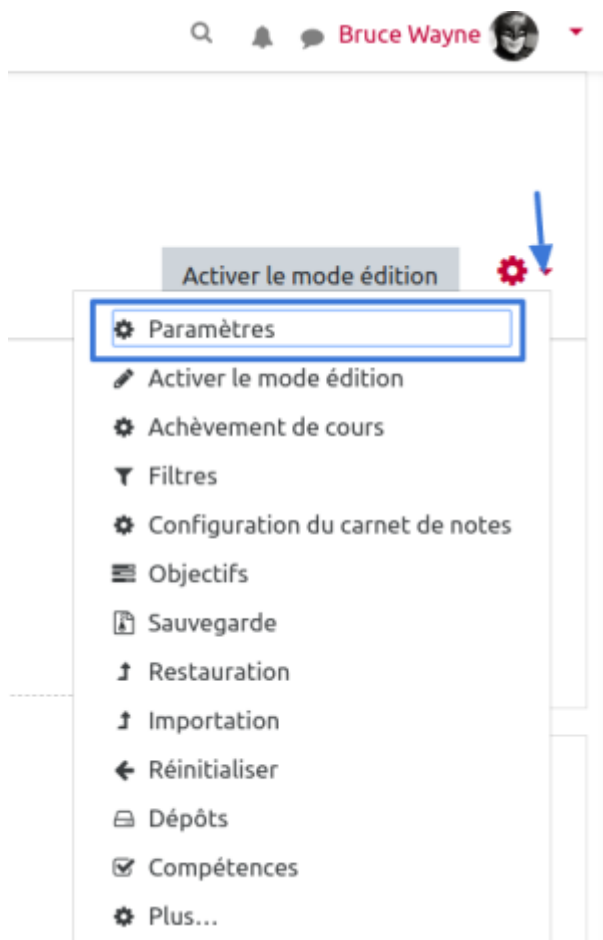 Bruce Wayne
Activer le mode édition
Paramètres
Activer le mode édition
Achèvement de cours
Filtres
Configuration du carnet de notes
Objectifs
Sauvegarde
Restauration
Importation
Réinitialiser
Dépôts
Compétences
Plus...